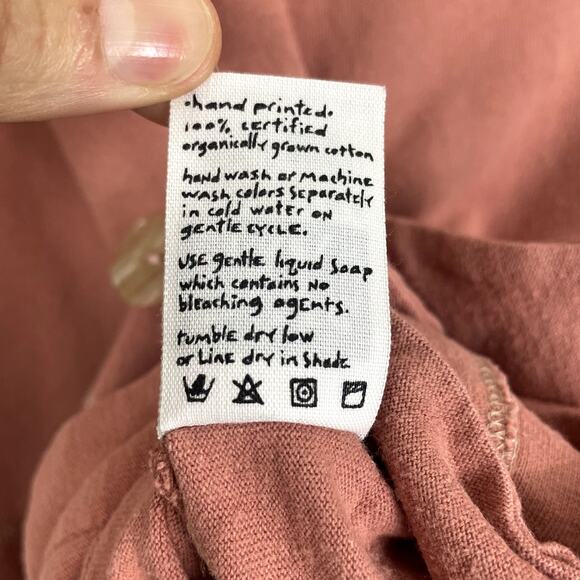 ·hand printed·
100% certified
organically grown cotton
hand wash or machine
wash colors separately
in cold water on
gentle cycle.
use gentle liquid soap
which contains no
bleaching agents.
tumble dry low
or line dry in shade